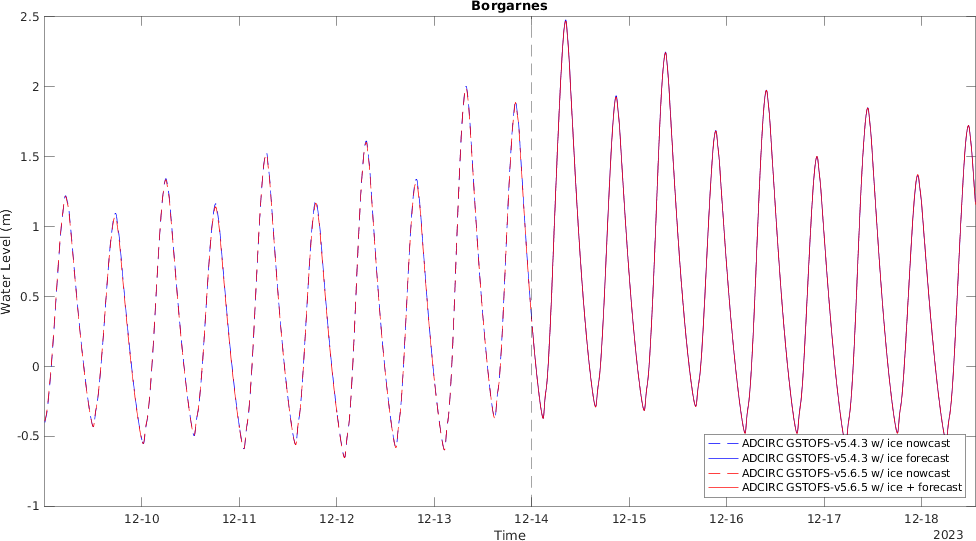 Borgarnes
2.5
2
1.5
1
0.5
0
-0.5
-1
Water Level (m)
ADCIRC GSTOFS-v5.4.3 w/ ice nowcast
ADCIRC GSTOFS-v5.4.3 w/ ice forecast
ADCIRC GSTOFS-v5.6.5 w/ ice nowcast
ADCIRC GSTOFS-v5.6.5 w/ ice + forecast
12-10 12-11 12-12 12-13 12-14 12-15 12-16 12-17 12-18
Time
2023